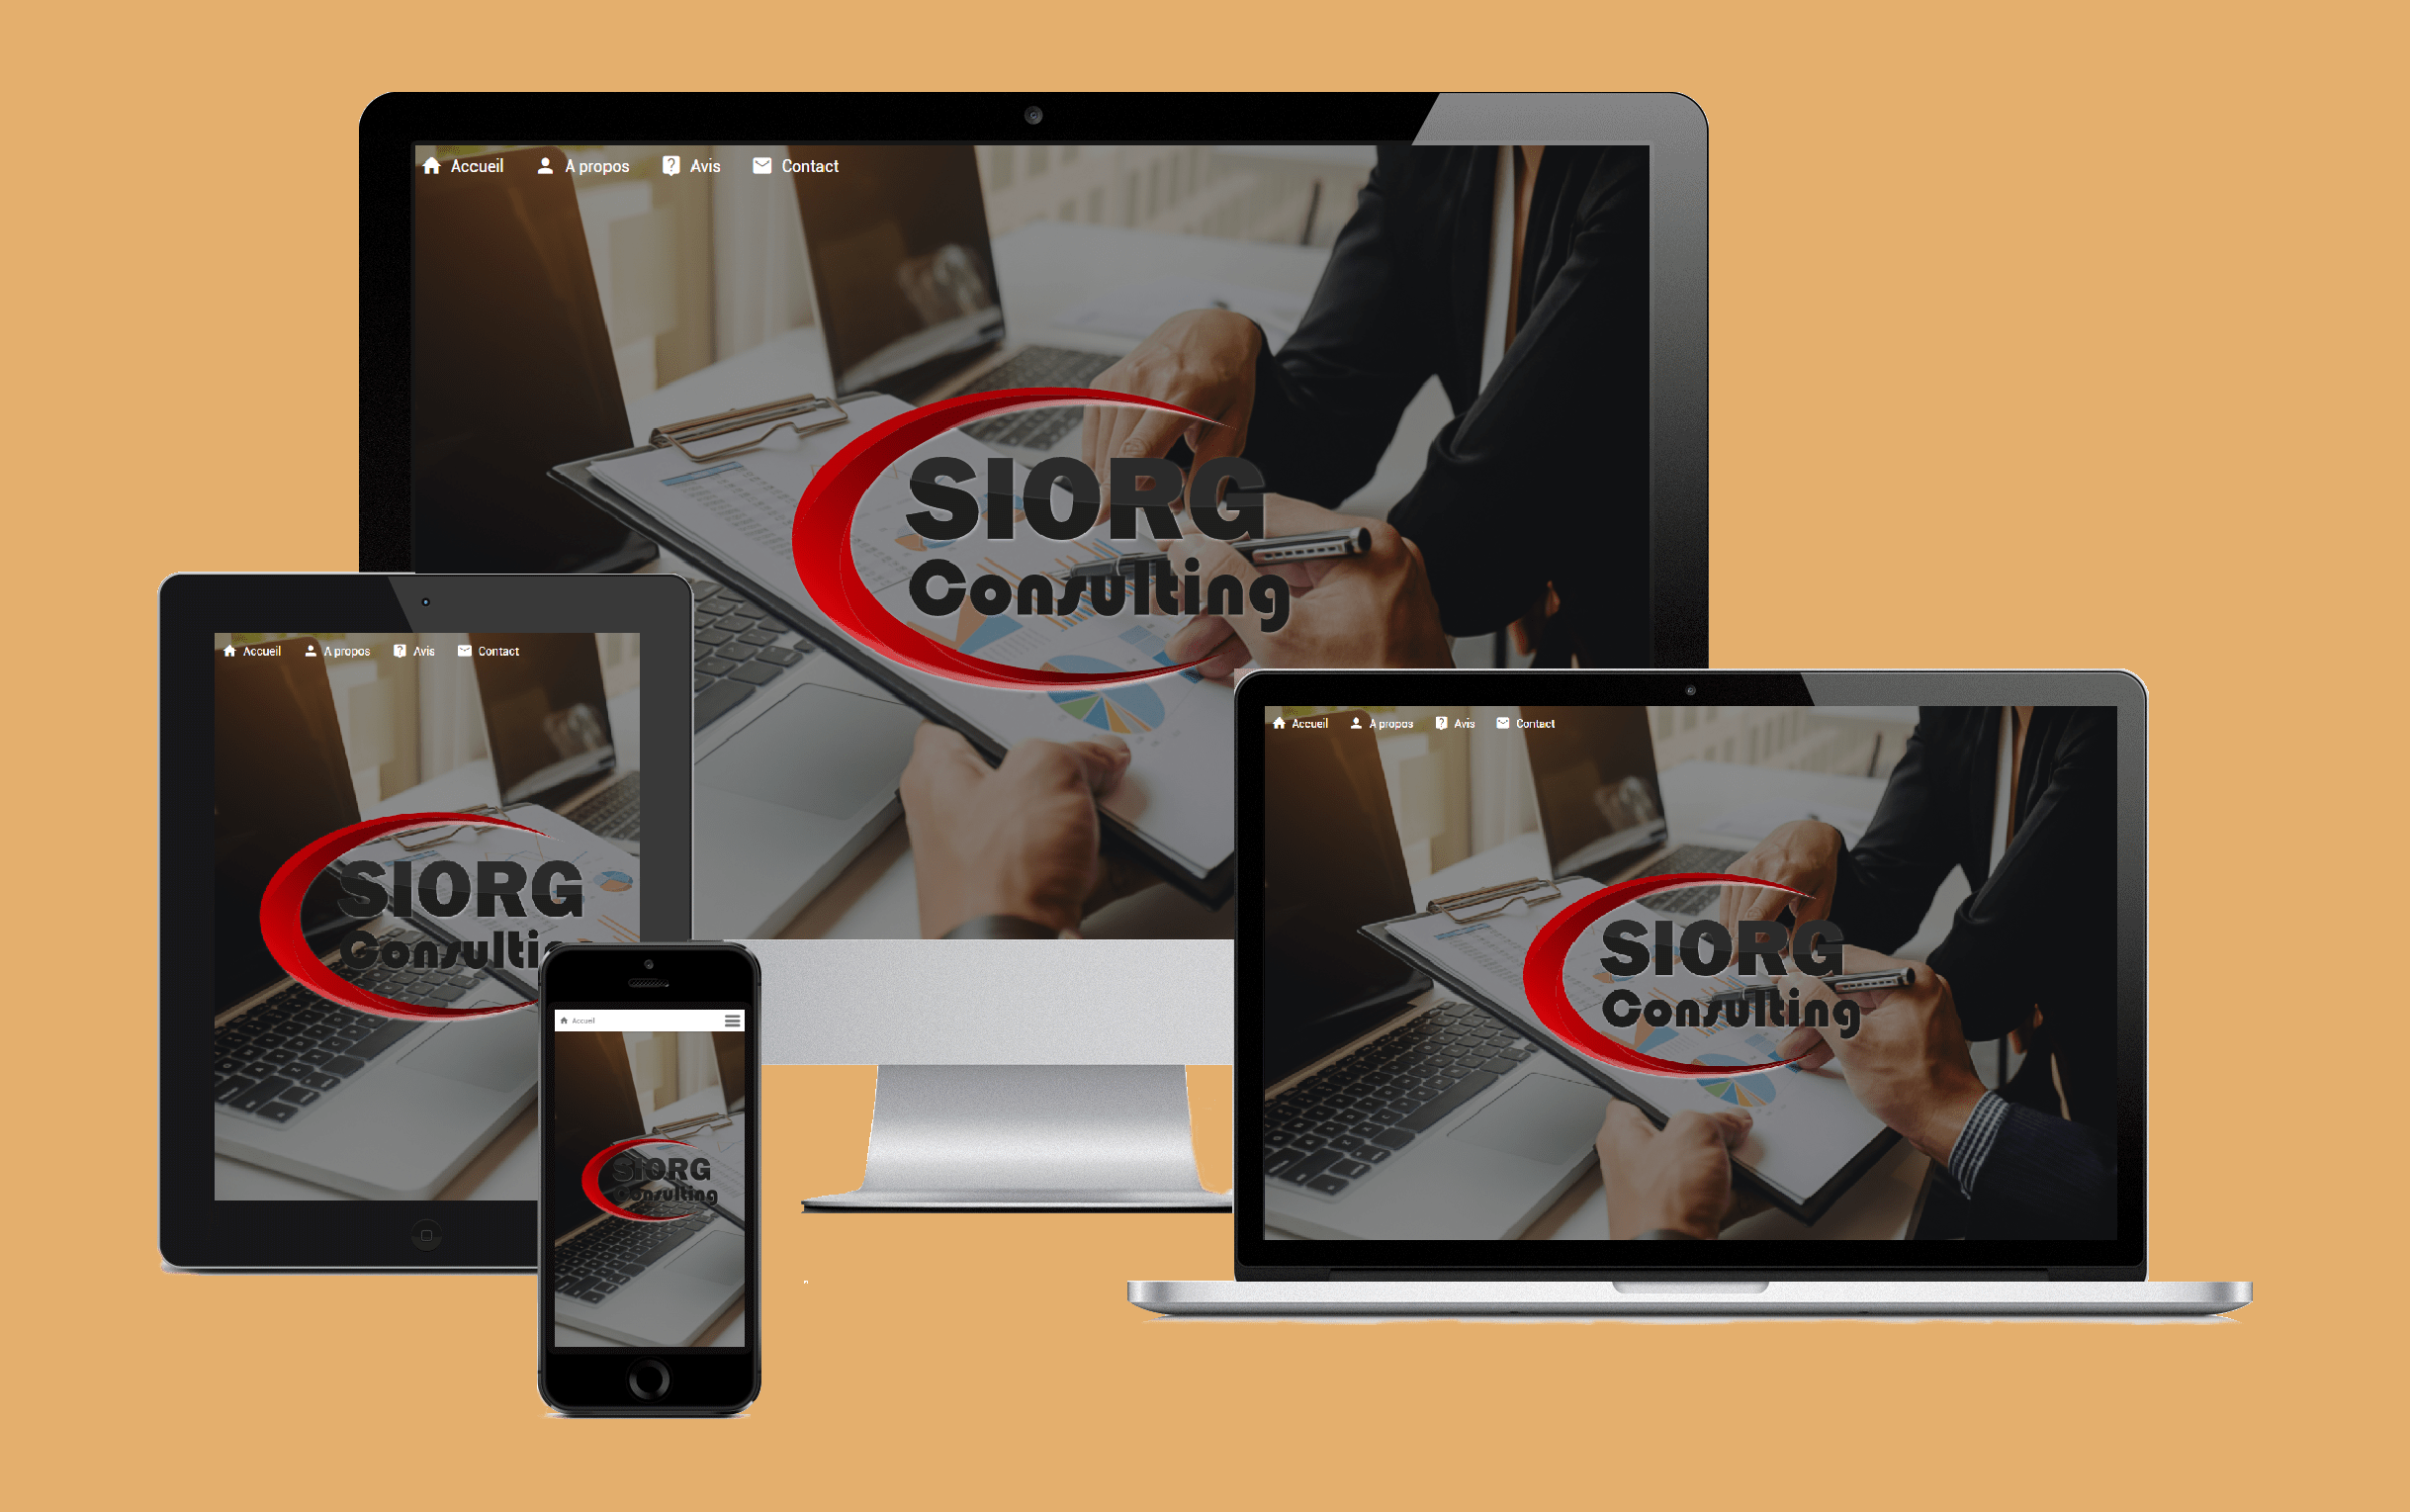 Accueil A propos Avis Contact
SIORG
Consulting
Accueil A propos Avis Contact
SIORG
Consulti
Accueil
SIORG
Consulting
Accueil A propos Avis Contact
SIORG
Consulting